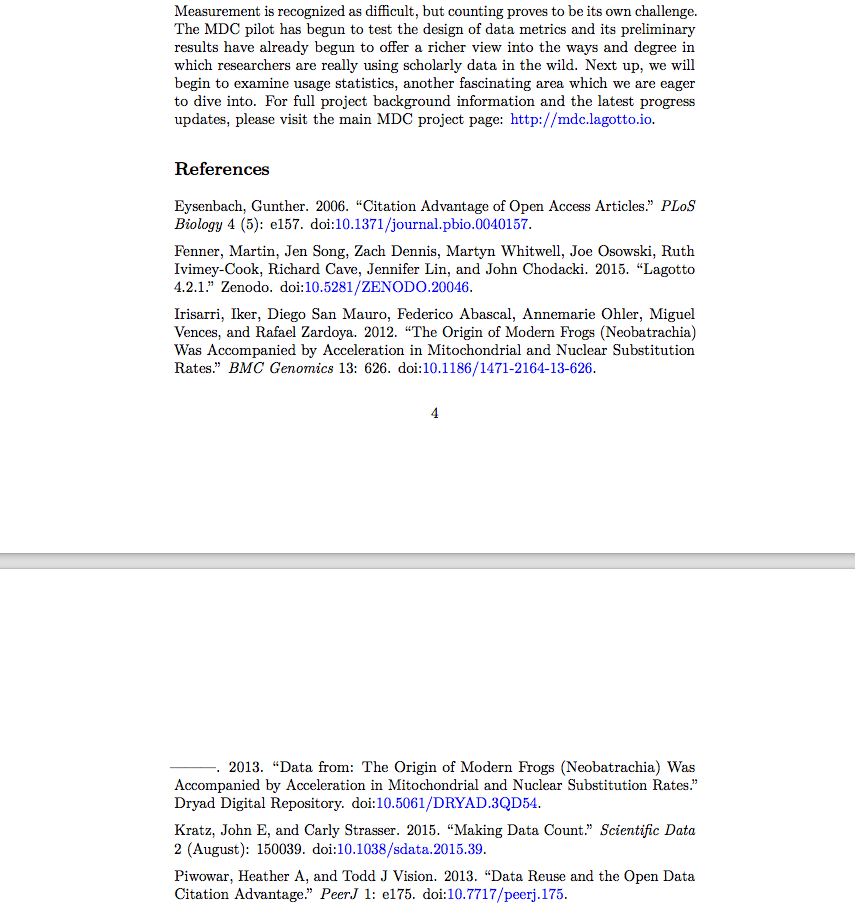 Measurement is recognized as difficult, but counting proves to be its own challenge.
The MDC pilot has begun to test the design of data metrics and its preliminary
results have already begun to offer a richer view into the ways and degree in
which researchers are really using scholarly data in the wild. Next up, we will
begin to examine usage statistics, another fascinating area which we are eager
to dive into. For full project background information and the latest progress
updates, please visit the main MDC project page: http://mdc.lagotto.io.
References
Eysenbach, Gunther. 2006. “Citation Advantage of Open Access Articles.” PLoS
Biology 4 (5): e157. doi:10.1371/journal.pbio.0040157.
Fenner, Martin, Jen Song, Zach Dennis, Martyn Whitwell, Joe Osowski, Ruth
Ivimey-Cook, Richard Cave, Jennifer Lin, and John Chodacki. 2015. “Lagotto
4.2.1.” Zenodo. doi:10.5281/ZENODO.20046.
Irisarri, Iker, Diego San Mauro, Federico Abascal, Annemarie Ohler, Miguel
Vences, and Rafael Zardoya. 2012. “The Origin of Modern Frogs (Neobatrachia)
Was Accompanied by Acceleration in Mitochondrial and Nuclear Substitution
Rates.” BMC Genomics 13: 626. doi:10.1186/1471-2164-13-626.
4
———. 2013. “Data from: The Origin of Modern Frogs (Neobatrachia) Was
Accompanied by Acceleration in Mitochondrial and Nuclear Substitution Rates.”
Dryad Digital Repository. doi:10.5061/DRYAD.3QD54.
Kratz, John E, and Carly Strasser. 2015. “Making Data Count.” Scientific Data
2 (August): 150039. doi:10.1038/sdata.2015.39.
Piwowar, Heather A, and Todd J Vision. 2013. “Data Reuse and the Open Data
Citation Advantage.” PeerJ 1: e175. doi:10.7717/peerj.175.